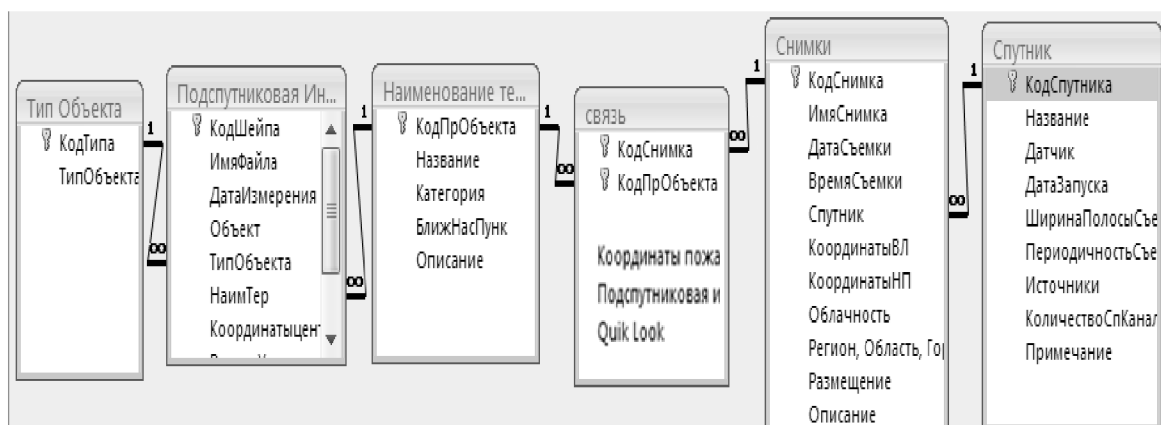 Тип Объекта
КодТипа
ТипОбъекта
1
∞
Подспутниковая Ин...
КодШейпа
ИмяФайла
ДатаИзмерения
Объект
ТипОбъекта
НаимТер
Координатыцент
1
∞
Наименование те...
КодПрОбъекта
Название
Категория
БлижНасПунк
Описание
1
∞
связь
КодСнимка
КодПрОбъекта
Координаты пожа
Подспутниковая и
Quik Look
1
∞
Снимки
КодСнимка
ИмяСнимка
ДатаСъемки
ВремяСъемки
Спутник
КоординатыВЛ
КоординатыНП
Облачность
Регион, Область, Гор
Размещение
Описание
1
∞
Спутник
КодСпутника
Название
Датчик
ДатаЗапуска
ШиринаПолосыСъе
ПериодичностьСъе
Источники
КоличествоСпКанал
Примечание